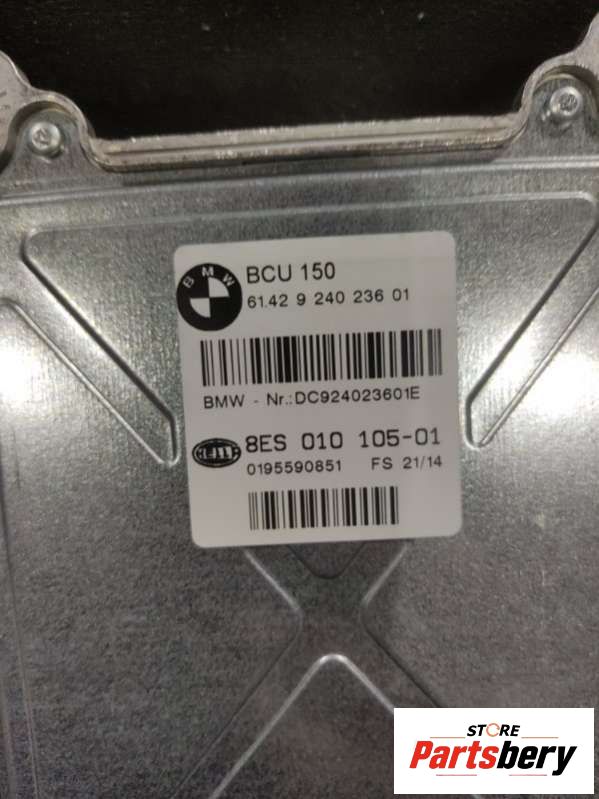 BMW
BCU 150
61.42 9 240 236 01
BMW - Nr.:DC924023601E
HELLA
8ES 010 105-01
0195590851 FS 21/14
STORE
Partsbery